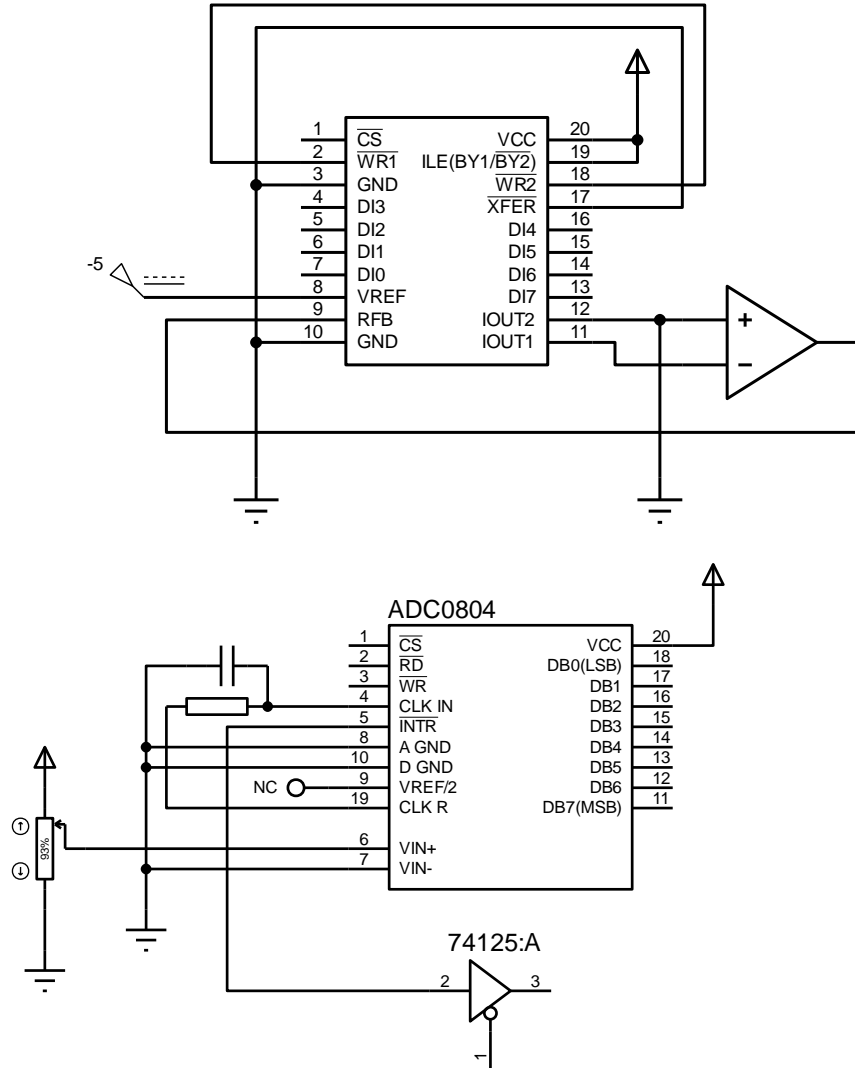 1 CS VCC 20
2 WR1 ILE(BY1/BY2) 19
3 GND WR2 18
4 DI3 XFER 17
5 DI2 DI4 16
6 DI1 DI5 15
7 DI0 DI6 14
-5
8 VREF DI7 13
9 RFB IOUT2 12
10 GND IOUT1 11
ADC0804
1 CS VCC 20
2 RD DB0(LSB) 18
3 WR DB1 17
4 CLK IN DB2 16
5 INTR DB3 15
8 A GND DB4 14
10 D GND DB5 13
NC 9 VREF/2 DB6 12
19 CLK R DB7(MSB) 11
93%
6 VIN+
7 VIN-
74125:A
2 3
1